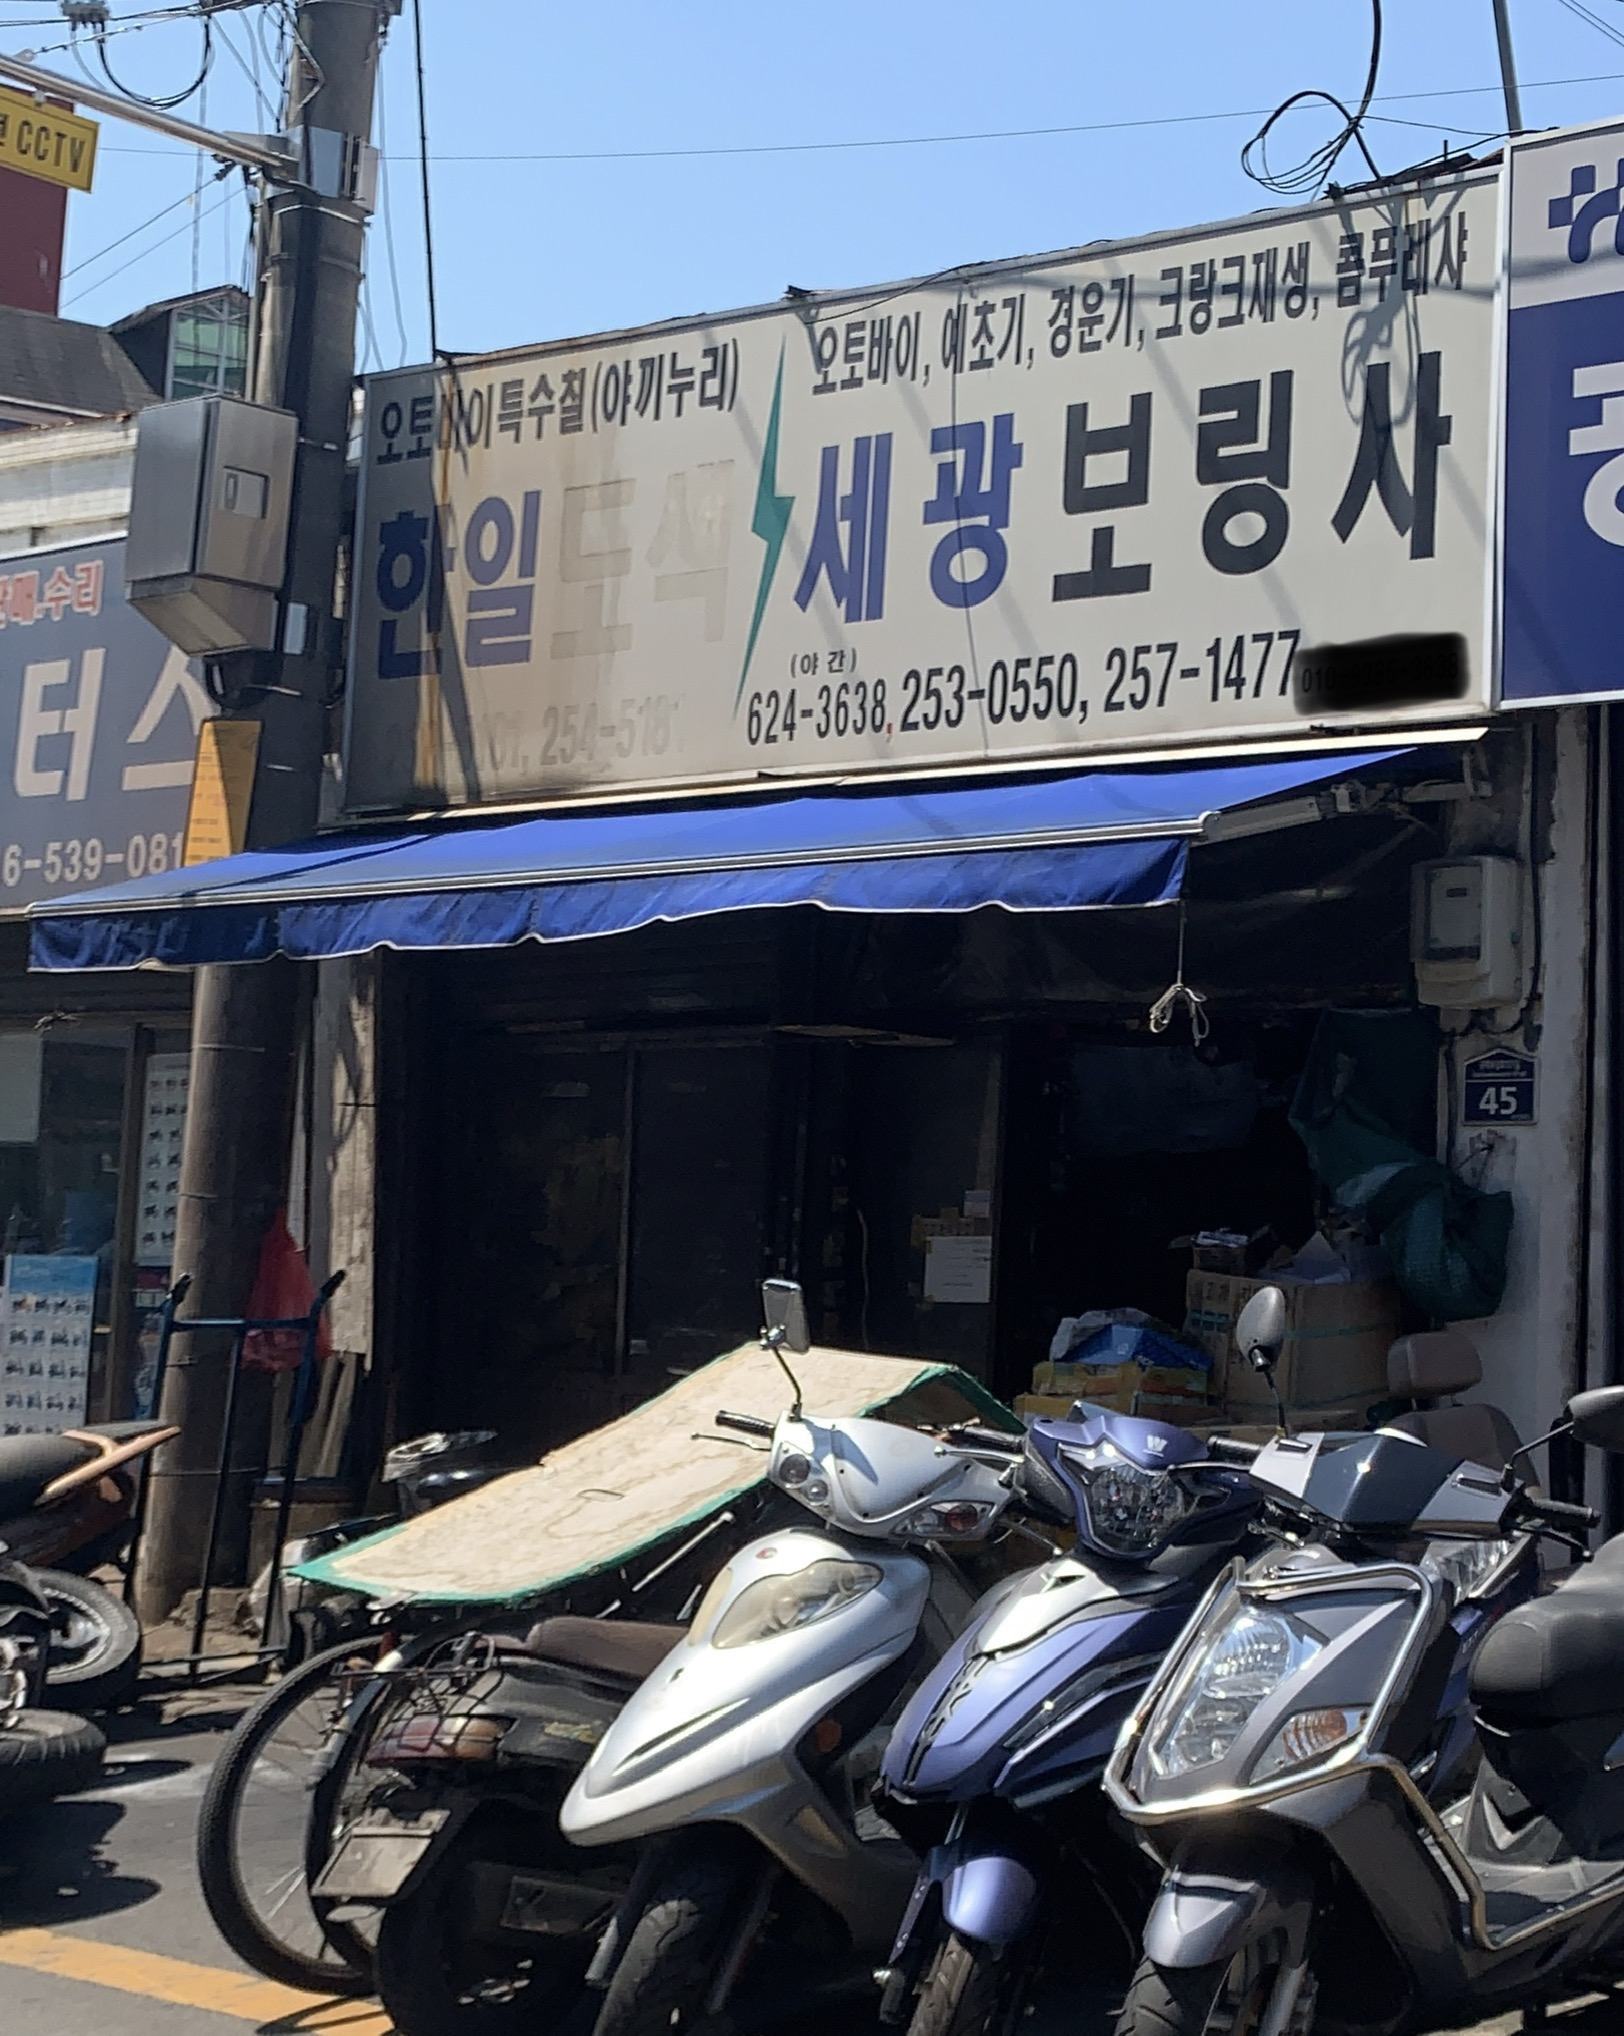 CCTV
오토바이특수칠(야끼누리)
한일도색
254-5181
오토바이, 예초기, 경운기, 크랑크재생, 콤푸레샤
세광보링사
(야간)
624-3638, 253-0550, 257-1477
수리
터스
6-539-081
45